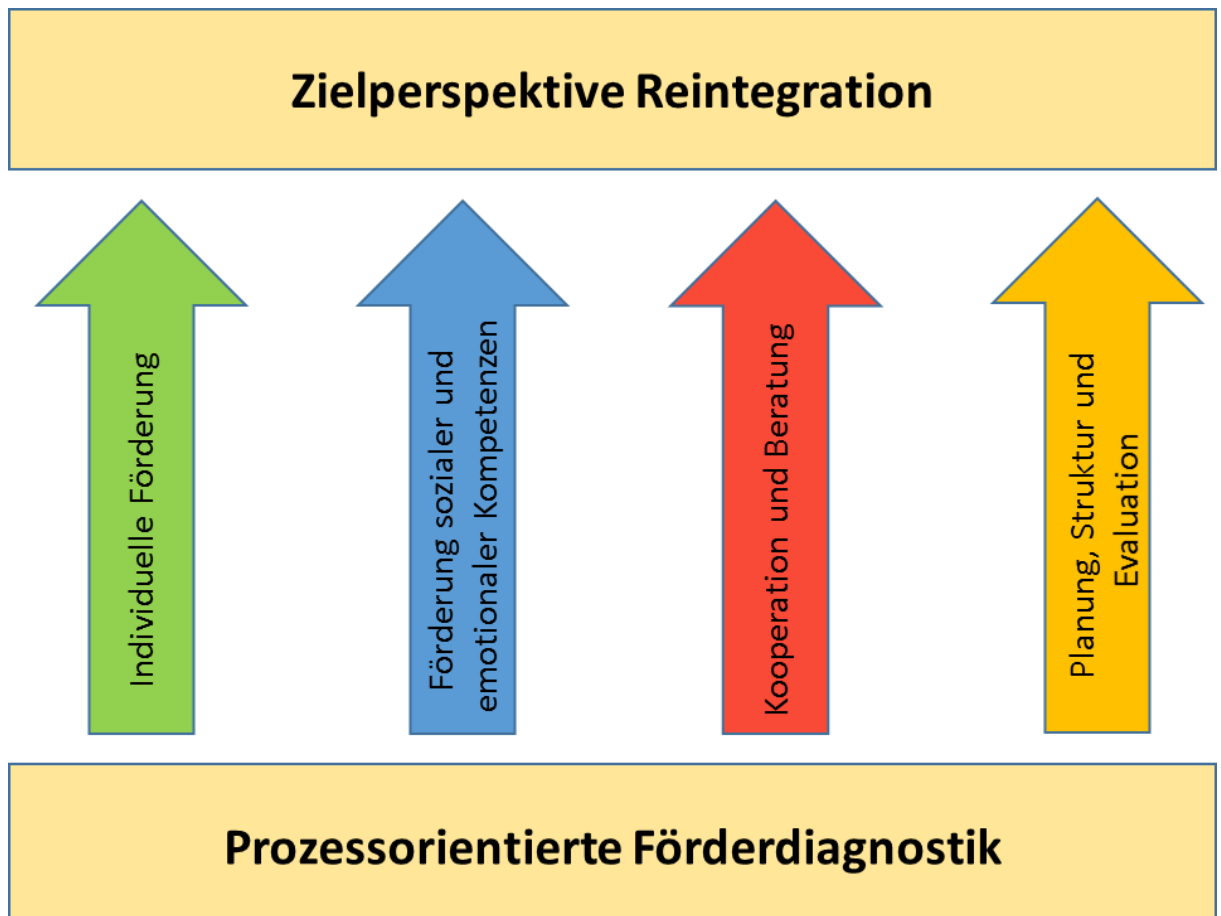 Zielperspektive Reintegration
Individuelle Förderung
Förderung sozialer und
emotionaler Kompetenzen
Kooperation und Beratung
Planung, Struktur und
Evaluation
Prozessorientierte Förderdiagnostik